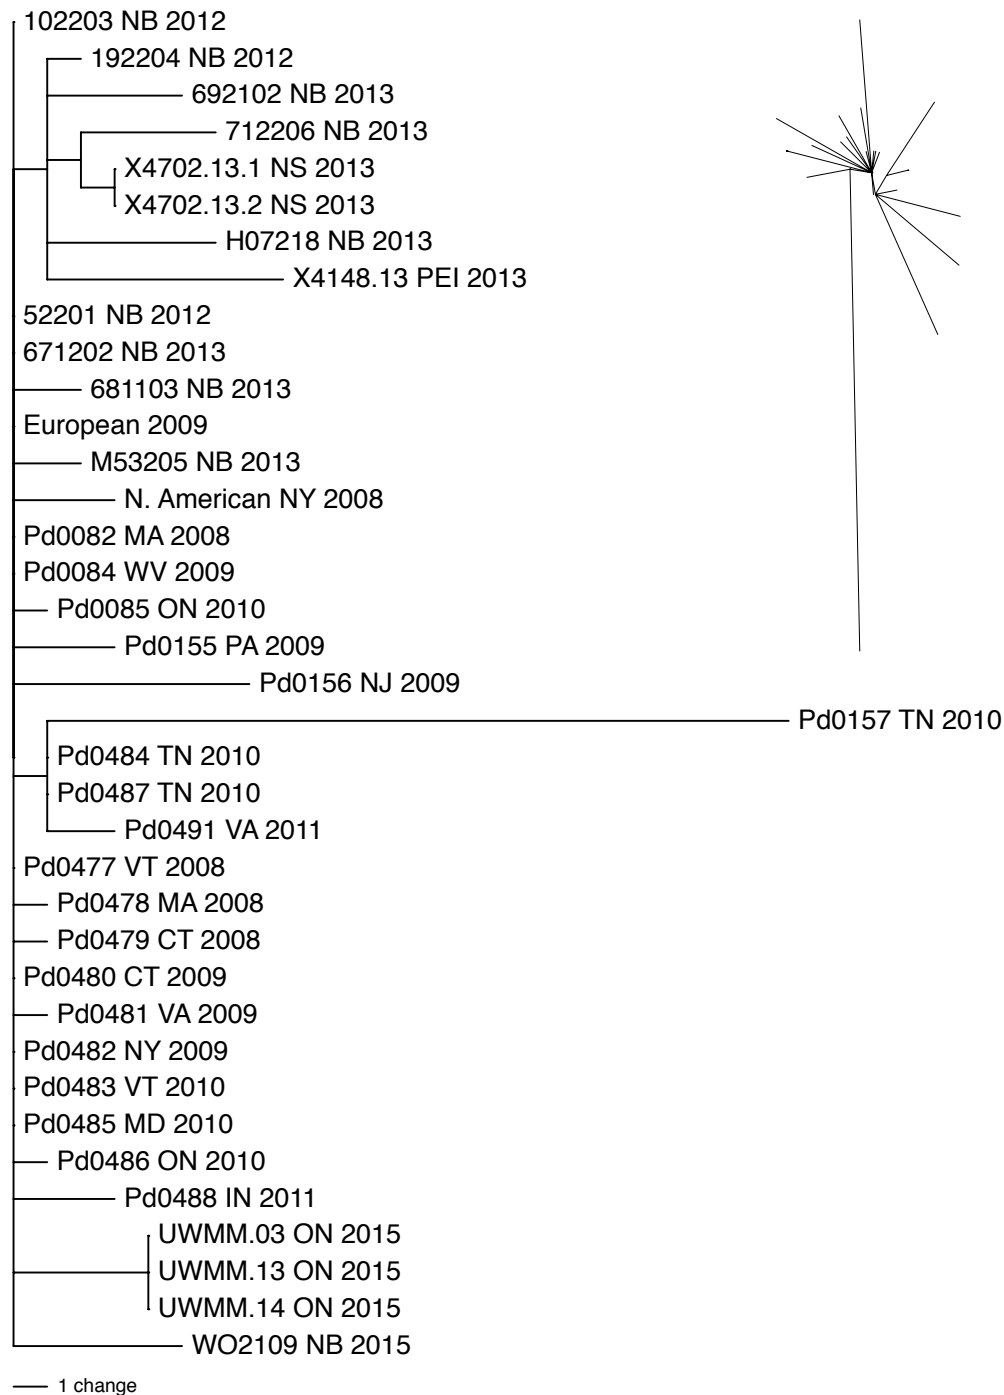 102203 NB 2012
192204 NB 2012
692102 NB 2013
712206 NB 2013
X4702.13.1 NS 2013
X4702.13.2 NS 2013
H07218 NB 2013
X4148.13 PEI 2013
52201 NB 2012
671202 NB 2013
681103 NB 2013
European 2009
M53205 NB 2013
N. American NY 2008
Pd0082 MA 2008
Pd0084 WV 2009
Pd0085 ON 2010
Pd0155 PA 2009
Pd0156 NJ 2009
Pd0157 TN 2010
Pd0484 TN 2010
Pd0487 TN 2010
Pd0491 VA 2011
Pd0477 VT 2008
Pd0478 MA 2008
Pd0479 CT 2008
Pd0480 CT 2009
Pd0481 VA 2009
Pd0482 NY 2009
Pd0483 VT 2010
Pd0485 MD 2010
Pd0486 ON 2010
Pd0488 IN 2011
UWMM.03 ON 2015
UWMM.13 ON 2015
UWMM.14 ON 2015
WO2109 NB 2015
1 change